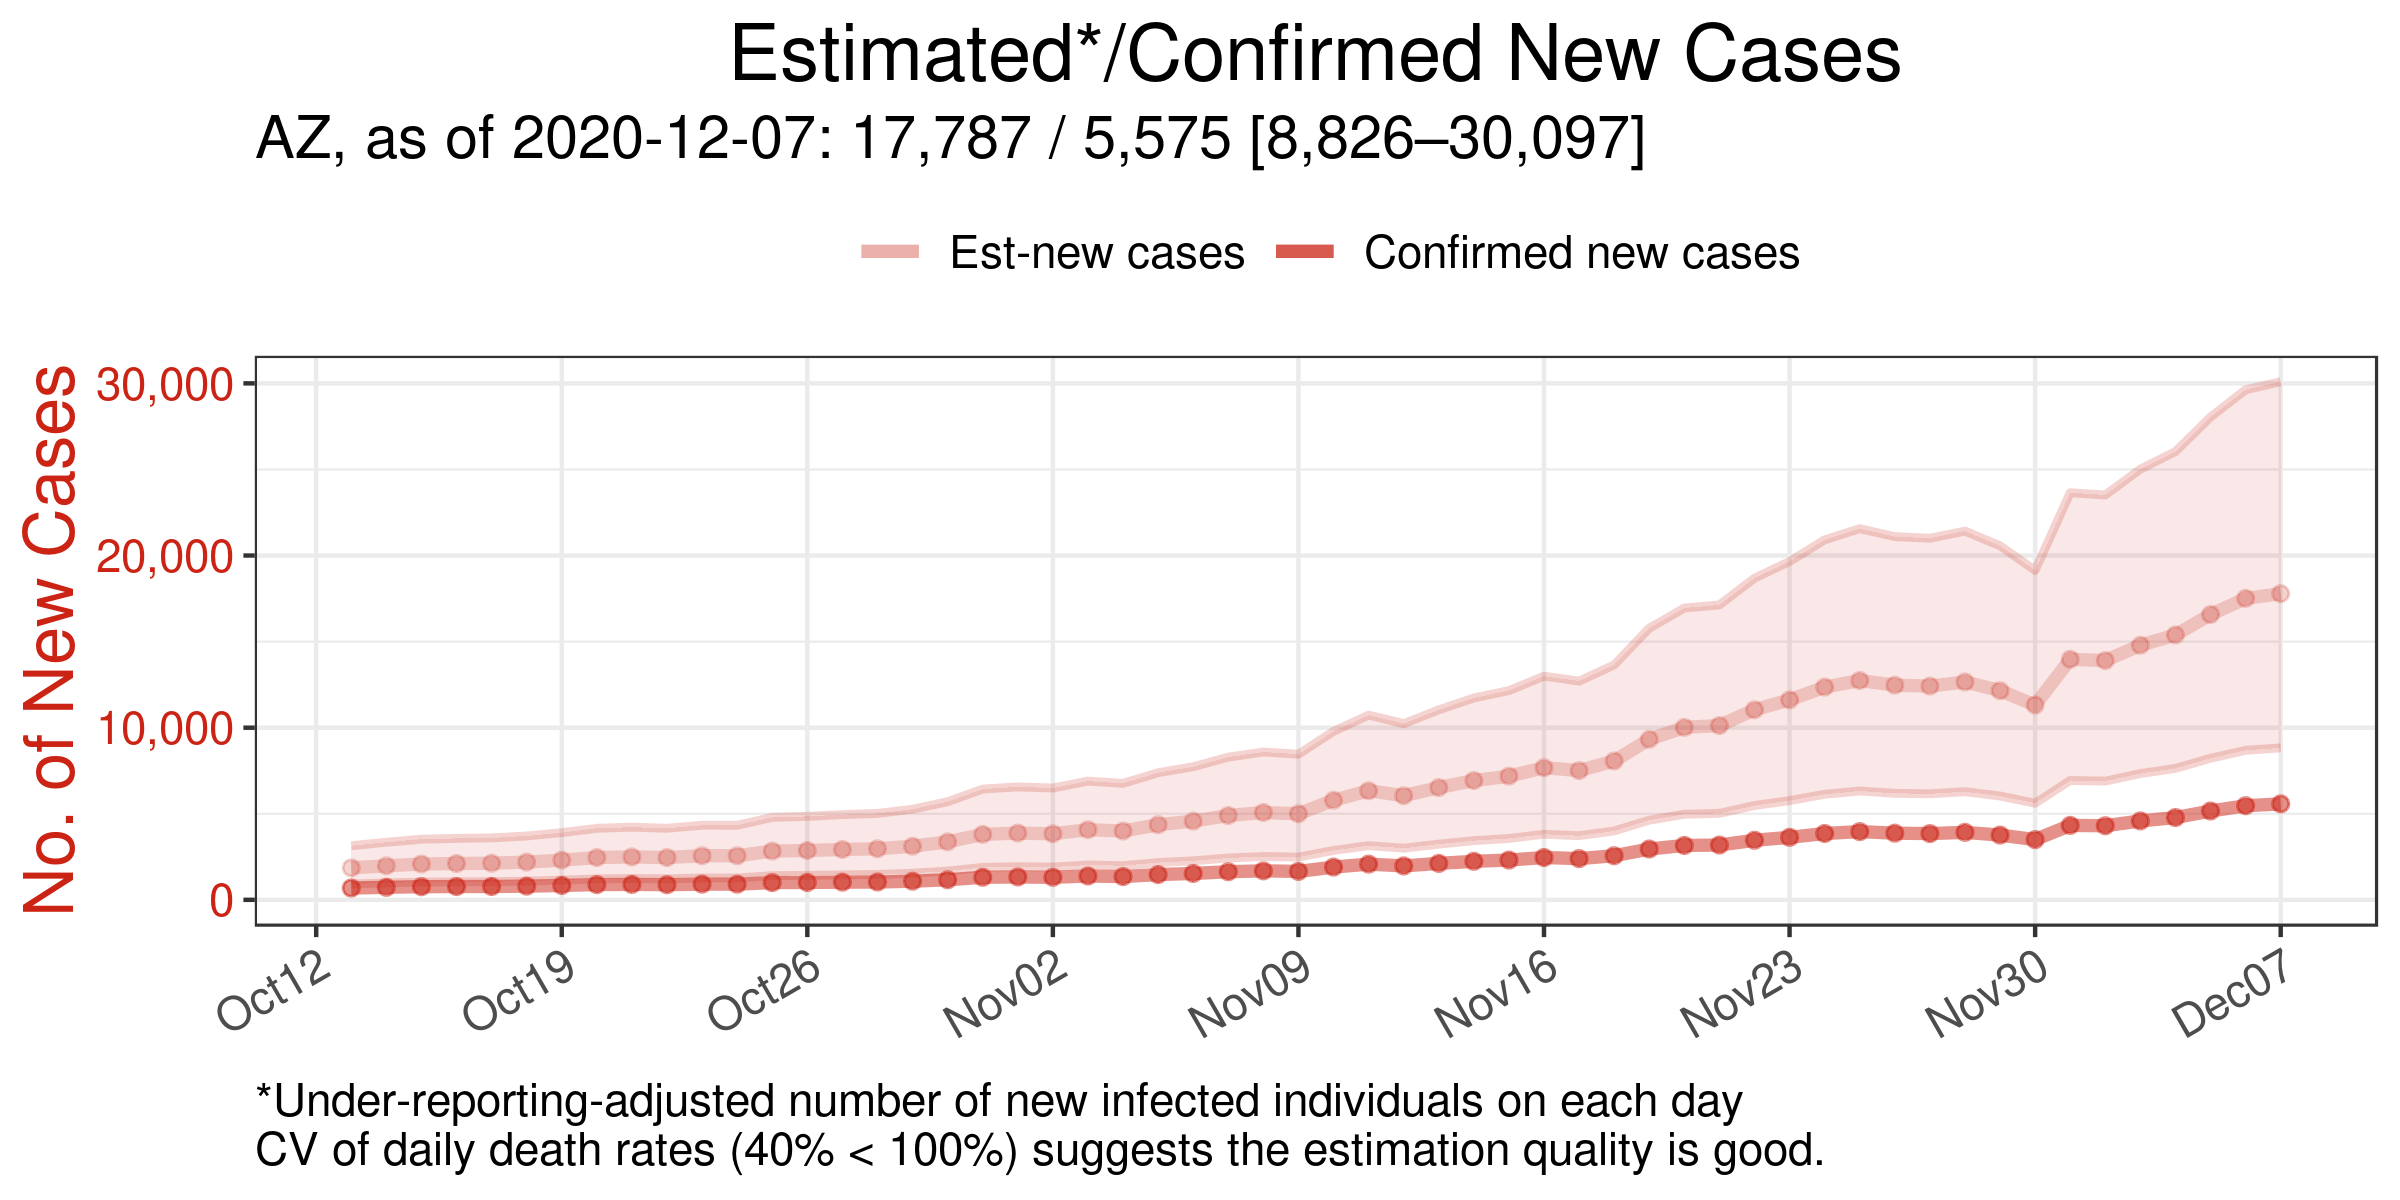 Estimated*/Confirmed New Cases
AZ, as of 2020-12-07: 17,787 / 5,575 [8,826–30,097]
Est-new cases Confirmed new cases
No. of New Cases
30,000
20,000
10,000
0
Oct12 Oct19 Oct26 Nov02 Nov09 Nov16 Nov23 Nov30 Dec07
*Under-reporting-adjusted number of new infected individuals on each day
CV of daily death rates (40% < 100%) suggests the estimation quality is good.